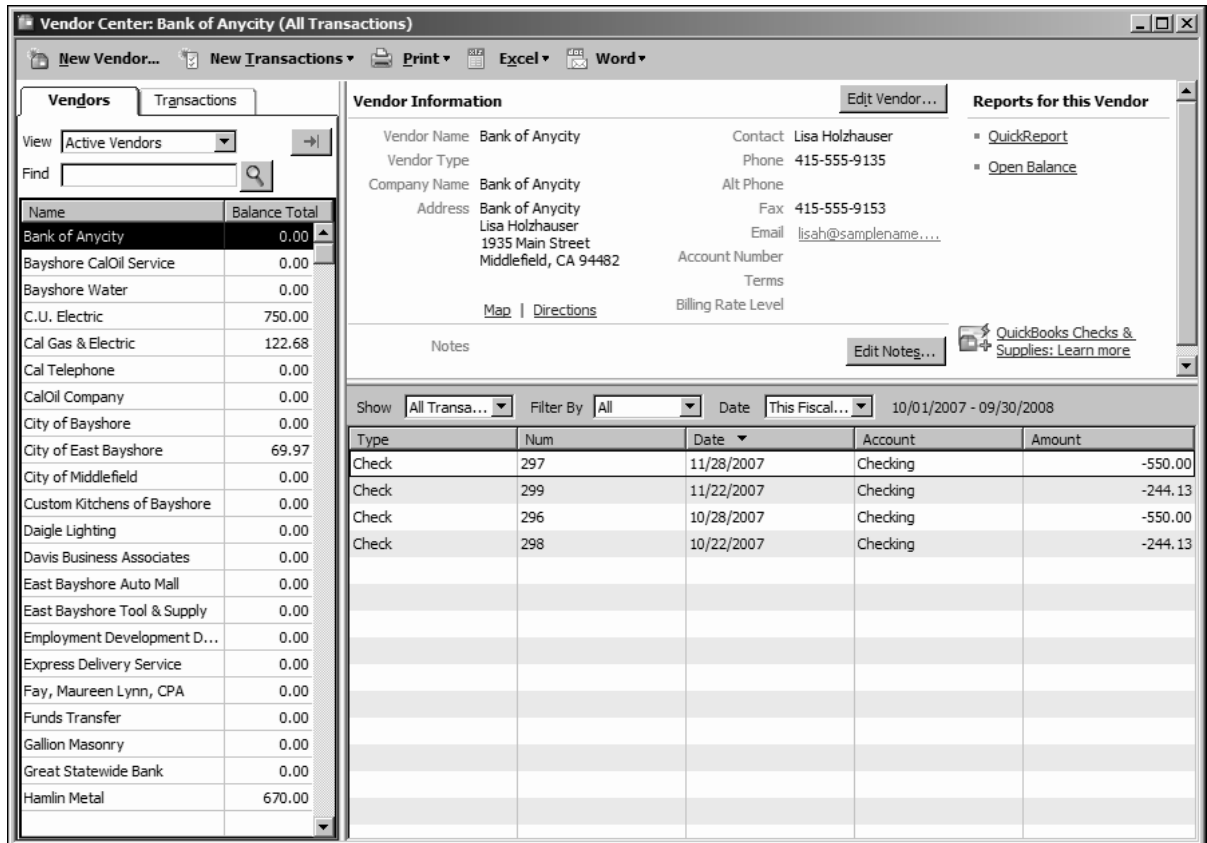 Vendor Center: Bank of Anycity (All Transactions)
New Vendor... New Transactions Print Excel Word
Vendors Transactions
View Active Vendors
Find
Name Balance Total
Bank of Anycity 0.00
Bayshore CalOil Service 0.00
Bayshore Water 0.00
C.U. Electric 750.00
Cal Gas & Electric 122.68
Cal Telephone 0.00
CalOil Company 0.00
City of Bayshore 0.00
City of East Bayshore 69.97
City of Middlefield 0.00
Custom Kitchens of Bayshore 0.00
Daigle Lighting 0.00
Davis Business Associates 0.00
East Bayshore Auto Mall 0.00
East Bayshore Tool & Supply 0.00
Employment Development D... 0.00
Express Delivery Service 0.00
Fay, Maureen Lynn, CPA 0.00
Funds Transfer 0.00
Gallion Masonry 0.00
Great Statewide Bank 0.00
Hamlin Metal 670.00
Vendor Information Edit Vendor...
Vendor Name Bank of Anycity
Vendor Type
Company Name Bank of Anycity
Address Bank of Anycity
Lisa Holzhauser
1935 Main Street
Middlefield, CA 94482
Map | Directions
Contact Lisa Holzhauser
Phone 415-555-9135
Alt Phone
Fax 415-555-9153
Email lisah@samplename....
Account Number
Terms
Billing Rate Level
Notes Edit Notes...
Reports for this Vendor
QuickReport
Open Balance
QuickBooks Checks &
Supplies: Learn more
Show All Transa... Filter By All Date This Fiscal... 10/01/2007 - 09/30/2008
Type Num Date Account Amount
Check 297 11/28/2007 Checking -550.00
Check 299 11/22/2007 Checking -244.13
Check 296 10/28/2007 Checking -550.00
Check 298 10/22/2007 Checking -244.13